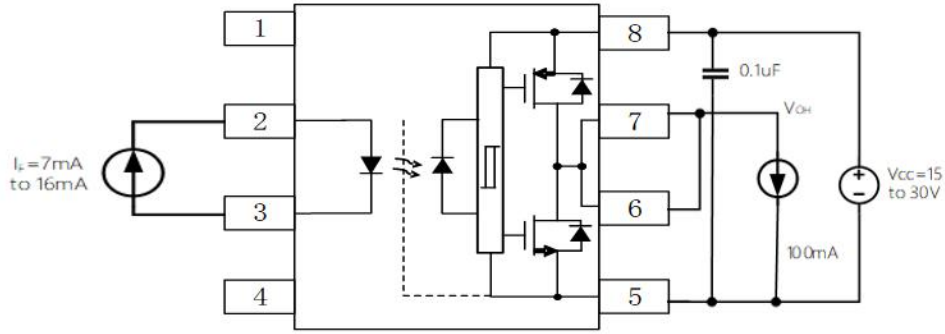 1
8
0.1uF
2
7
VOH
IF=7mA
to 16mA
Vcc=15
to 30V
3
6
100mA
4
5